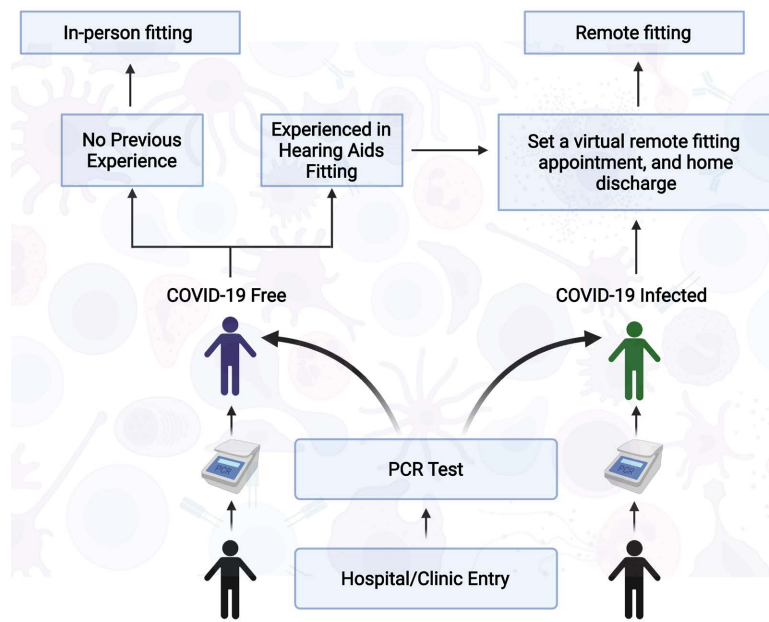 In-person fitting
Remote fitting
No Previous
Experience
Experienced in
Hearing Aids
Fitting
Set a virtual remote fitting
appointment, and home
discharge
COVID-19 Free
COVID-19 Infected
PCR
PCR Test
PCR
Hospital/Clinic Entry